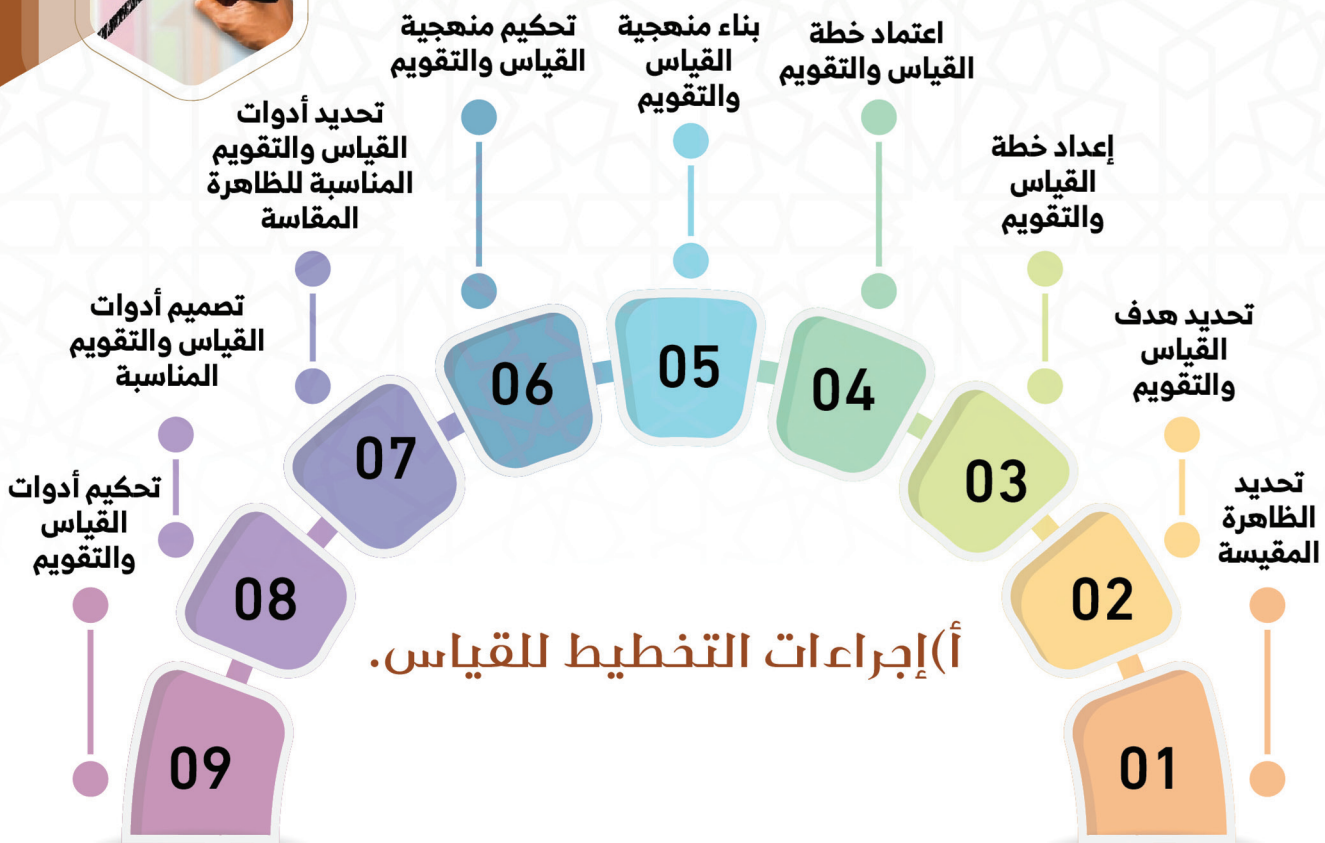 أ)إجراءات التخطيط للقياس.
01
تحديد
الظاهرة
المقيسة
02
تحديد هدف
القياس
والتقويم
03
إعداد خطة
القياس
والتقويم
04
اعتماد خطة
القياس والتقويم
05
بناء منهجية
القياس
والتقويم
06
تحكيم منهجية
القياس والتقويم
07
تحديد أدوات
القياس والتقويم
المناسبة للظاهرة
المقاسة
08
تصميم أدوات
القياس والتقويم
المناسبة
09
تحكيم أدوات
القياس
والتقويم